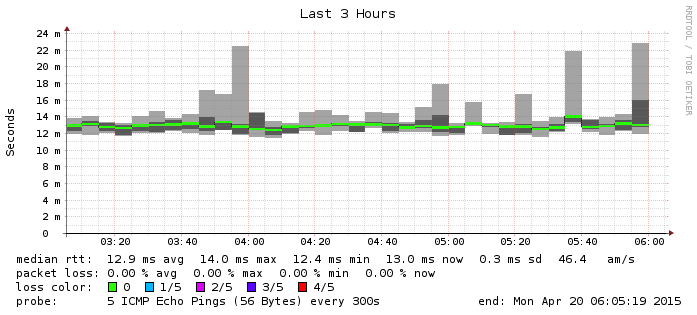 Last 3 Hours
RRDTOOL / TOBI OETIKER
Seconds
24 m
22 m
20 m
18 m
16 m
14 m
12 m
10 m
8 m
6 m
4 m
2 m
0
03:20 03:40 04:00 04:20 04:40 05:00 05:20 05:40 06:00
median rtt: 12.9 ms avg 14.0 ms max 12.4 ms min 13.0 ms now 0.3 ms sd 46.4 am/s
packet loss: 0.00 % avg 0.00 % max 0.00 % min 0.00 % now
loss color: 0 1/5 2/5 3/5 4/5
probe: 5 ICMP Echo Pings (56 Bytes) every 300s end: Mon Apr 20 06:05:19 2015